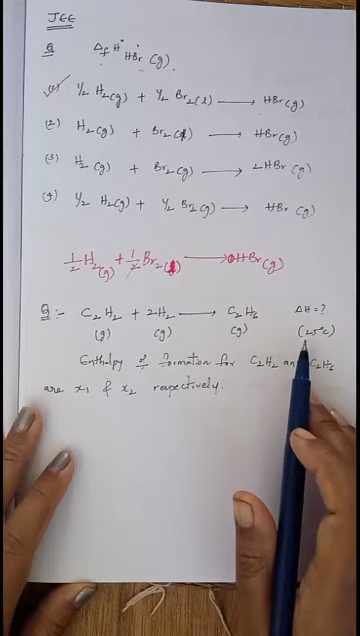 JEE
Q ΔfH° HBr (g).
(1) 1/2 H2(g) + 1/2 Br2(l) → HBr(g)
(2) H2(g) + Br2(l) → HBr(g)
(3) H2(g) + Br2(g) → 2HBr(g)
(4) 1/2 H2(g) + 1/2 Br2(g) → HBr(g)
1/2 H2(g) + 1/2 Br2(l) → HBr(g)
Q:- C2H2 + 2H2 → C2H6 ΔH=?
(g) (g) (g) (25°C)
Enthalpy of formation for C2H2 an C2H6
are x1 & x2 respectively.